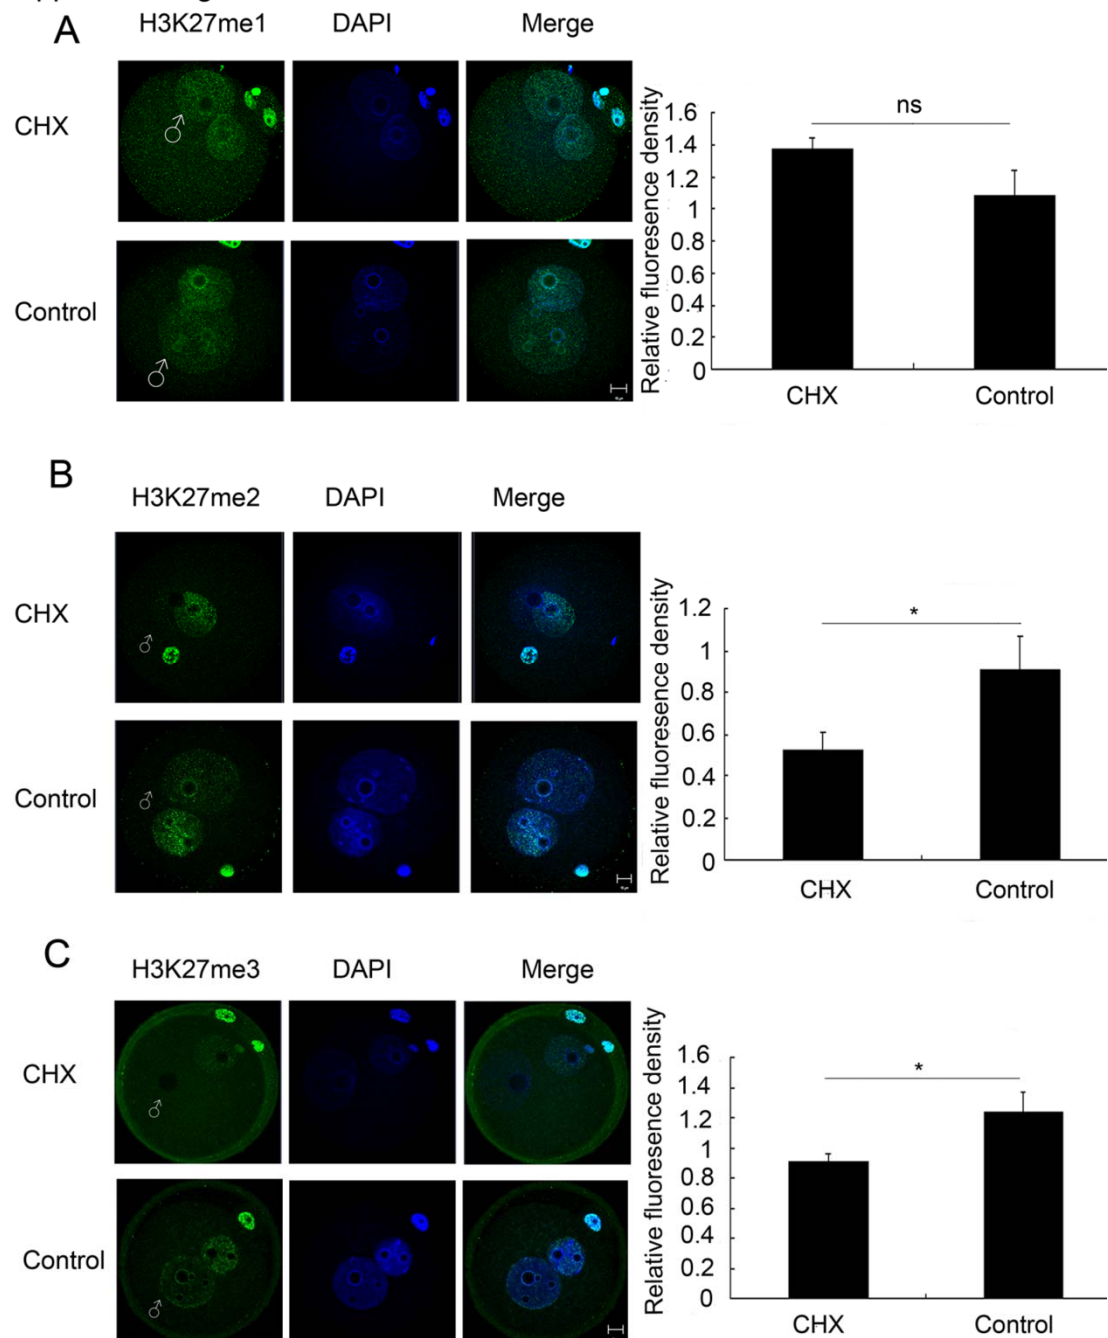 A
H3K27me1 DAPI Merge
CHX
♂
Control
♂
Relative fluoresence density
1.6
1.4
1.2
1
0.8
0.6
0.4
0.2
0
ns
CHX Control
B
H3K27me2 DAPI Merge
CHX
♂
Control
♂
Relative fluoresence density
1.2
1
0.8
0.6
0.4
0.2
0
*
CHX Control
C
H3K27me3 DAPI Merge
CHX
♂
Control
♂
Relative fluoresence density
1.6
1.4
1.2
1
0.8
0.6
0.4
0.2
0
*
CHX Control